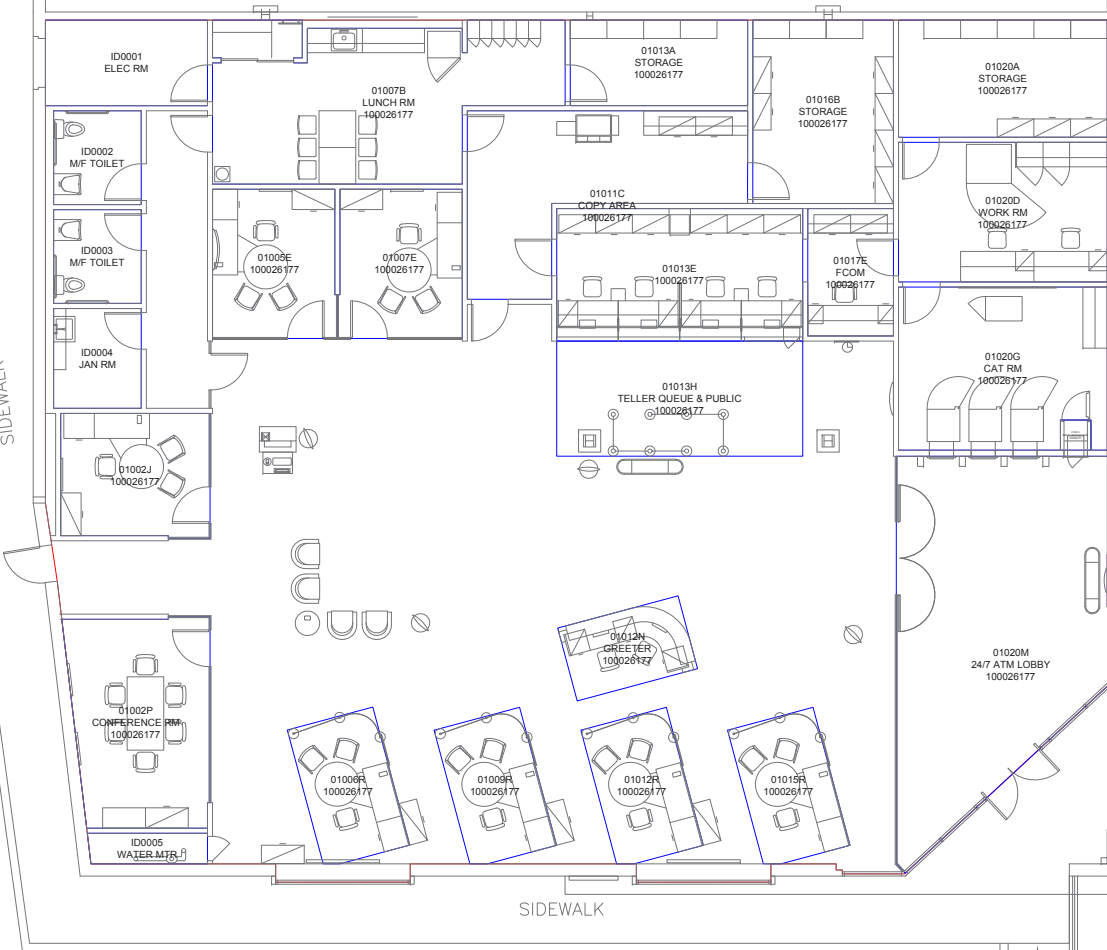 ID0001
ELEC RM
01007B
LUNCH RM
100026177
01013A
STORAGE
100026177
01016B
STORAGE
100026177
01020A
STORAGE
100026177
ID0002
M/F TOILET
01011C
COPY AREA
100026177
01020D
WORK RM
100026177
ID0003
M/F TOILET
01005E
100026177
01007E
100026177
01013E
100026177
01017E
FCOM
100026177
ID0004
JAN RM
01020G
CAT RM
100026177
SIDEWALK
01013H
TELLER QUEUE & PUBLIC
100026177
01002J
100026177
01012N
GREETER
100026177
01020M
24/7 ATM LOBBY
100026177
01002P
CONFERENCE RM
100026177
01006R
100026177
01009R
100026177
01012R
100026177
01015R
100026177
ID0005
WATER MTR
SIDEWALK